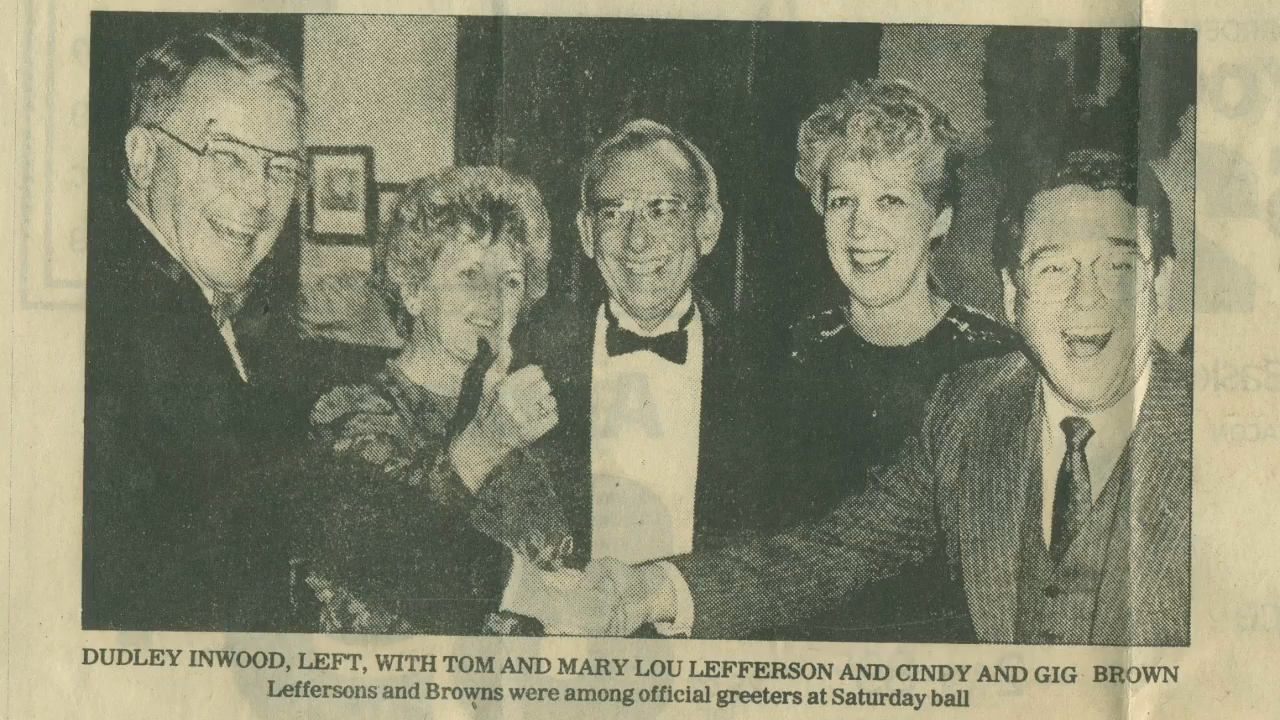 DUDLEY INWOOD, LEFT, WITH TOM AND MARY LOU LEFFERSON AND CINDY AND GIG BROWN
Leffersons and Browns were among official greeters at Saturday ball